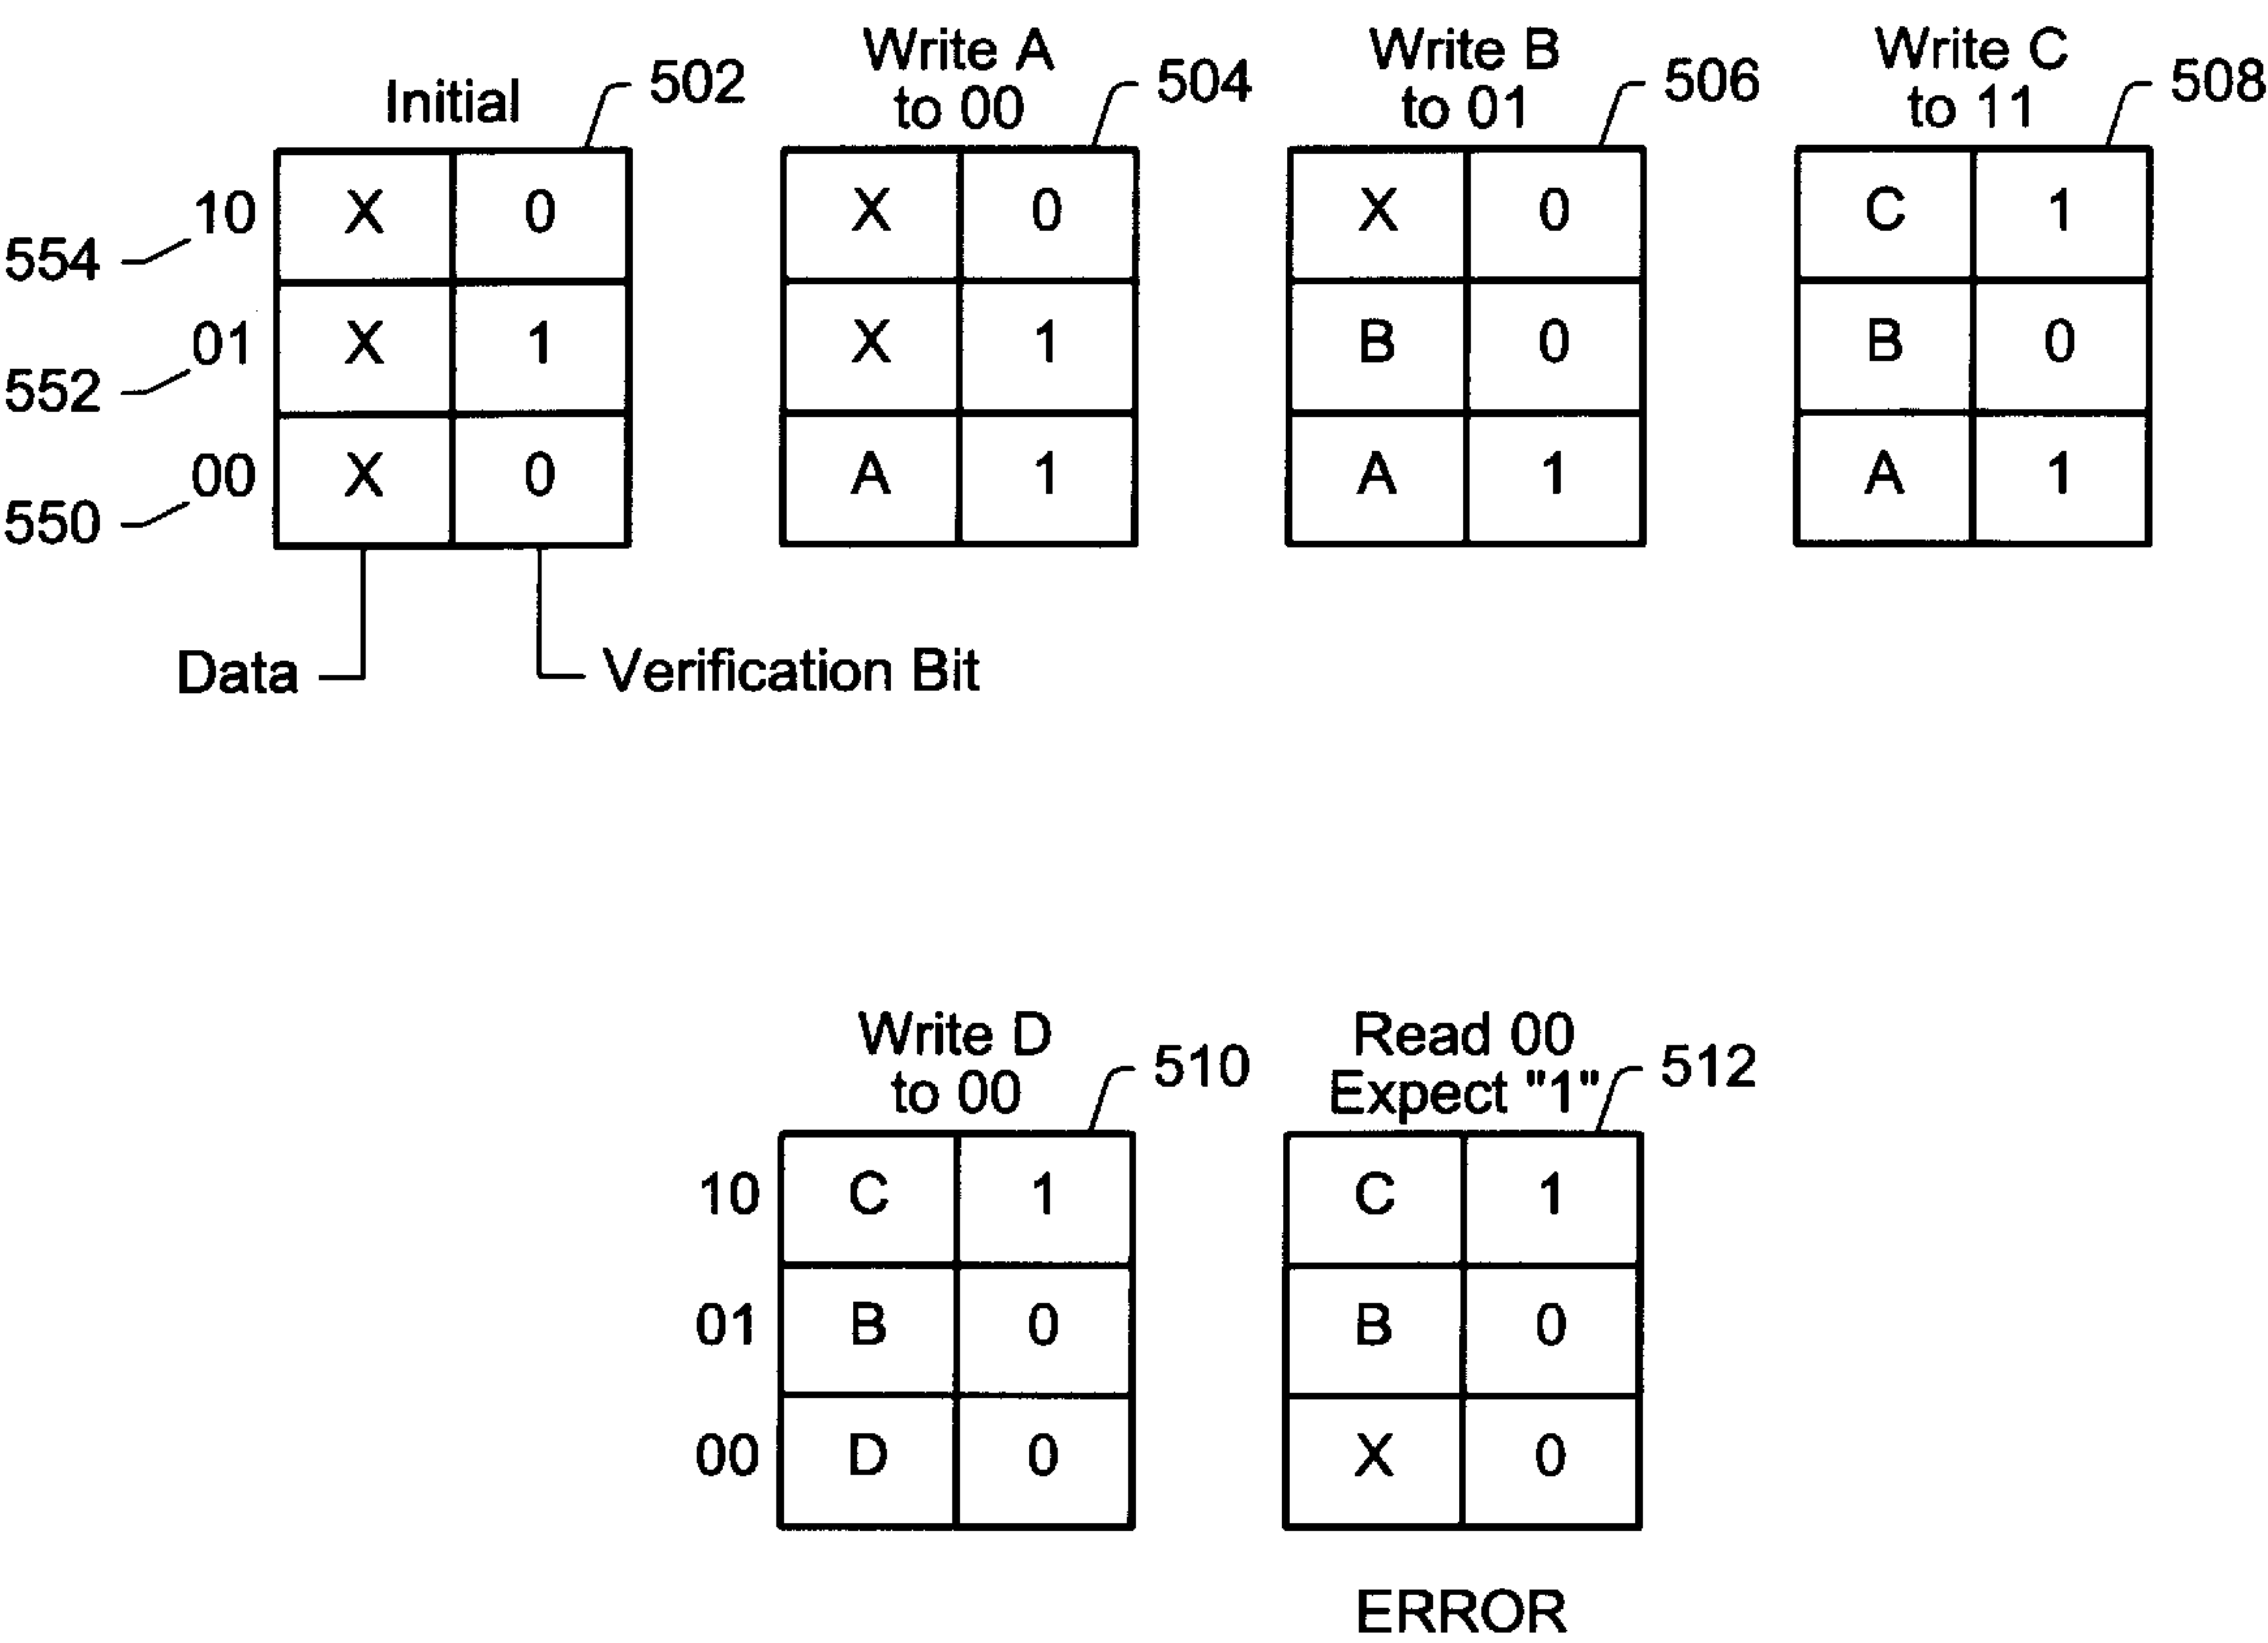 Initial 502
Write A
to 00 504
Write B
to 01 506
Write C
to 11 508
10 X 0 X 0 X 0 C 1
554
01 X 1 X 1 B 0 B 0
552
00 X 0 A 1 A 1 A 1
550
Data Verification Bit
Write D
to 00 510
Read 00
Expect "1" 512
10 C 1 C 1
01 B 0 B 0
00 D 0 X 0
ERROR